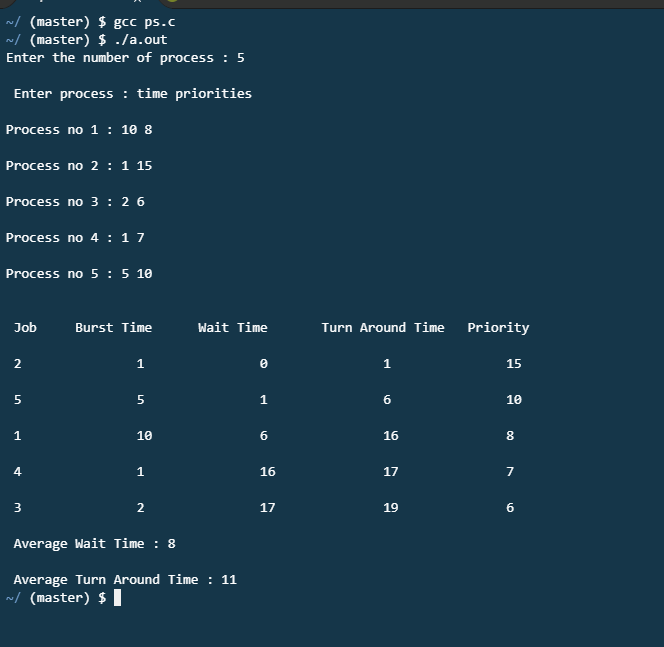 ~/ (master) $ gcc ps.c
~/ (master) $ ./a.out
Enter the number of process : 5
Enter process : time priorities
Process no 1 : 10 8
Process no 2 : 1 15
Process no 3 : 2 6
Process no 4 : 1 7
Process no 5 : 5 10
Job Burst Time Wait Time Turn Around Time Priority
2 1 0 1 15
5 5 1 6 10
1 10 6 16 8
4 1 16 17 7
3 2 17 19 6
Average Wait Time : 8
Average Turn Around Time : 11
~/ (master) $